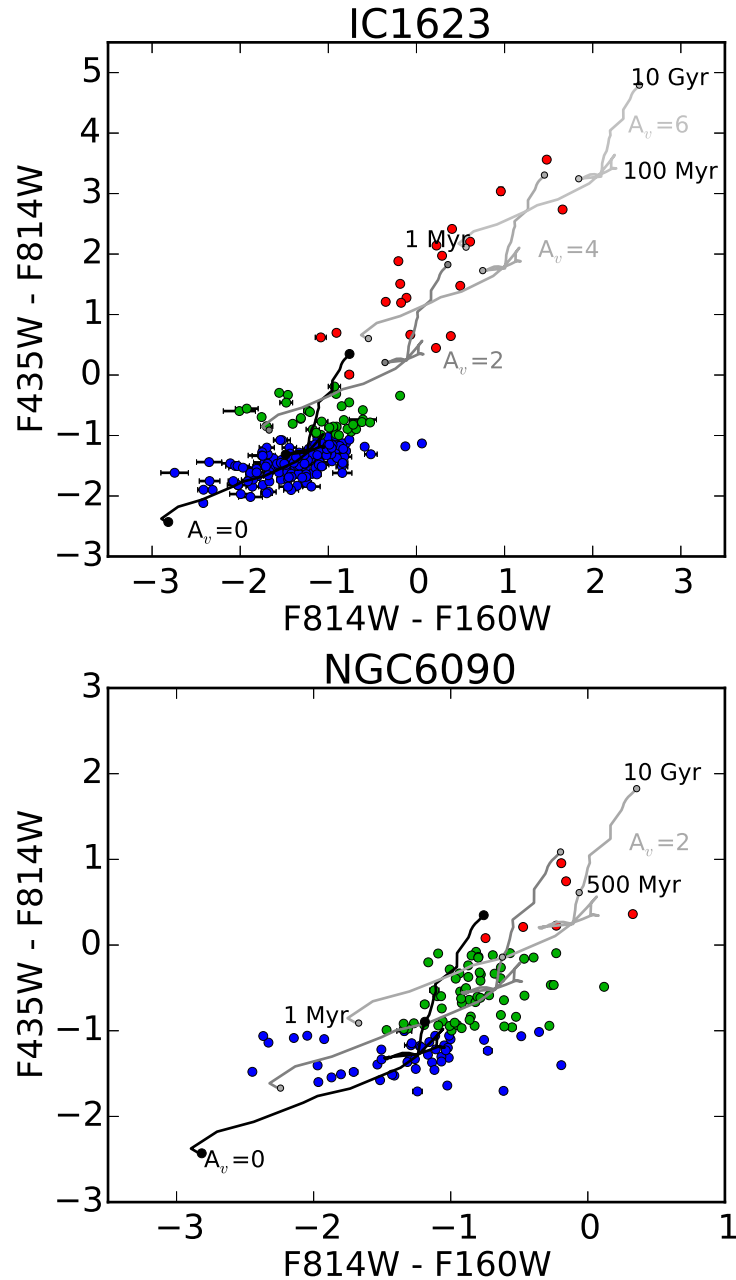 IC1623
5
4
3
2
1
0
−1
−2
−3
F435W - F814W
10 Gyr
A_v=6
100 Myr
1 Myr
A_v=4
A_v=2
A_v=0
−3 −2 −1 0 1 2 3
F814W - F160W
NGC6090
3
2
1
0
−1
−2
−3
F435W - F814W
10 Gyr
A_v=2
500 Myr
1 Myr
A_v=0
−3 −2 −1 0 1
F814W - F160W